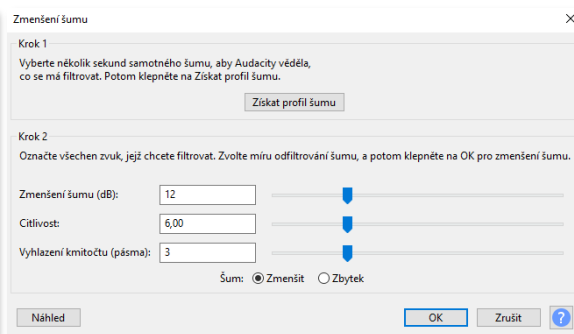 Zmenšení šumu
Krok 1
Vyberte několik sekund samotného šumu, aby Audacity věděla,
co se má filtrovat. Potom klepněte na Získat profil šumu.
Získat profil šumu
Krok 2
Označte všechen zvuk, jejž chcete filtrovat. Zvolte míru odfiltrování šumu, a potom klepněte na OK pro zmenšení šumu.
Zmenšení šumu (dB): 12
Citlivost: 6,00
Vyhlazení kmitočtu (pásma): 3
Šum: Zmenšit Zbytek
Náhled OK Zrušit ?